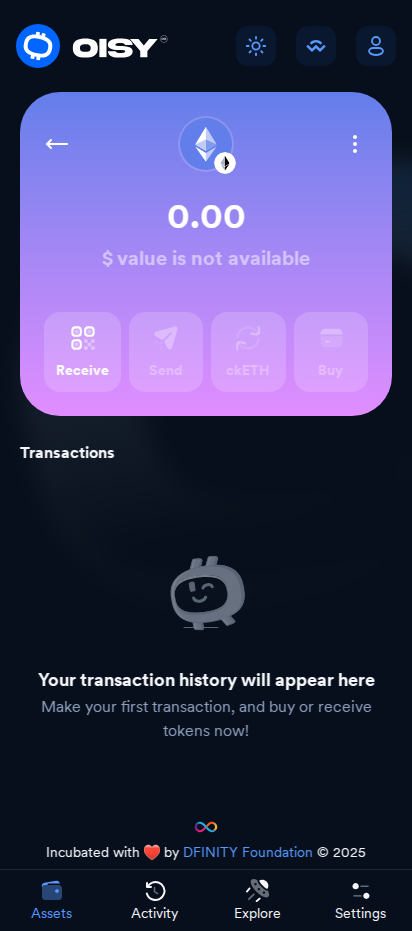 OISY
0.00
$ value is not available
Receive
Send
ckETH
Buy
Transactions
Your transaction history will appear here
Make your first transaction, and buy or receive
tokens now!
Incubated with ❤️ by DFINITY Foundation © 2025
Assets
Activity
Explore
Settings